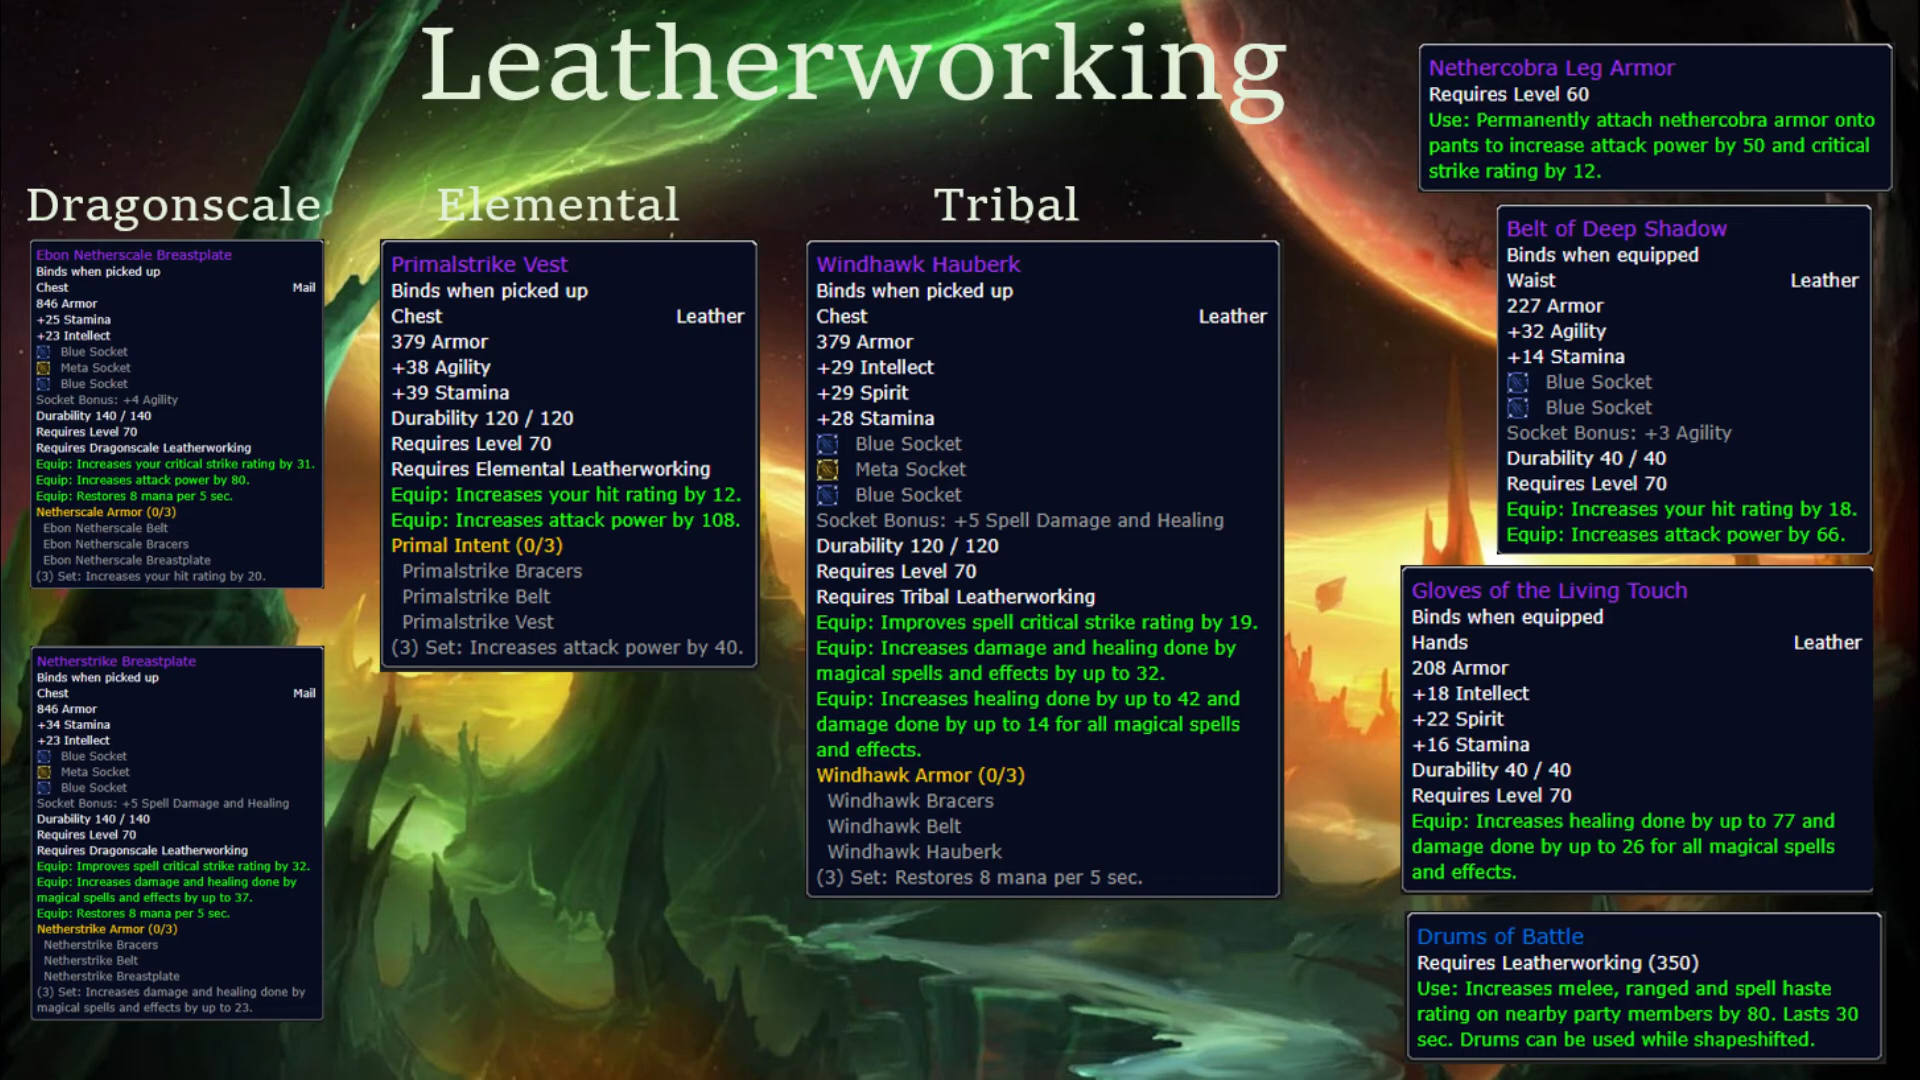 Leatherworking
Dragonscale
Ebon Netherscale Breastplate
Binds when picked up
Chest Mail
846 Armor
+25 Stamina
+23 Intellect
Blue Socket
Meta Socket
Blue Socket
Socket Bonus: +4 Agility
Durability 140 / 140
Requires Level 70
Requires Dragonscale Leatherworking
Equip: Increases your critical strike rating by 31.
Equip: Increases attack power by 80.
Equip: Restores 8 mana per 5 sec.
Netherscale Armor (0/3)
Ebon Netherscale Belt
Ebon Netherscale Bracers
Ebon Netherscale Breastplate
(3) Set: Increases your hit rating by 20.
Netherstrike Breastplate
Binds when picked up
Chest Mail
846 Armor
+34 Stamina
+23 Intellect
Blue Socket
Meta Socket
Blue Socket
Socket Bonus: +5 Spell Damage and Healing
Durability 140 / 140
Requires Level 70
Requires Dragonscale Leatherworking
Equip: Improves spell critical strike rating by 32.
Equip: Increases damage and healing done by
magical spells and effects by up to 37.
Equip: Restores 8 mana per 5 sec.
Netherstrike Armor (0/3)
Netherstrike Bracers
Netherstrike Belt
Netherstrike Breastplate
(3) Set: Increases damage and healing done by
magical spells and effects by up to 23.
Elemental
Primalstrike Vest
Binds when picked up
Chest Leather
379 Armor
+38 Agility
+39 Stamina
Durability 120 / 120
Requires Level 70
Requires Elemental Leatherworking
Equip: Increases your hit rating by 12.
Equip: Increases attack power by 108.
Primal Intent (0/3)
Primalstrike Bracers
Primalstrike Belt
Primalstrike Vest
(3) Set: Increases attack power by 40.
Tribal
Windhawk Hauberk
Binds when picked up
Chest Leather
379 Armor
+29 Intellect
+29 Spirit
+28 Stamina
Blue Socket
Meta Socket
Blue Socket
Socket Bonus: +5 Spell Damage and Healing
Durability 120 / 120
Requires Level 70
Requires Tribal Leatherworking
Equip: Improves spell critical strike rating by 19.
Equip: Increases damage and healing done by
magical spells and effects by up to 32.
Equip: Increases healing done by up to 42 and
damage done by up to 14 for all magical spells
and effects.
Windhawk Armor (0/3)
Windhawk Bracers
Windhawk Belt
Windhawk Hauberk
(3) Set: Restores 8 mana per 5 sec.
Nethercobra Leg Armor
Requires Level 60
Use: Permanently attach nethercobra armor onto
pants to increase attack power by 50 and critical
strike rating by 12.
Belt of Deep Shadow
Binds when equipped
Waist Leather
227 Armor
+32 Agility
+14 Stamina
Blue Socket
Blue Socket
Socket Bonus: +3 Agility
Durability 40 / 40
Requires Level 70
Equip: Increases your hit rating by 18.
Equip: Increases attack power by 66.
Gloves of the Living Touch
Binds when equipped
Hands Leather
208 Armor
+18 Intellect
+22 Spirit
+16 Stamina
Durability 40 / 40
Requires Level 70
Equip: Increases healing done by up to 77 and
damage done by up to 26 for all magical spells
and effects.
Drums of Battle
Requires Leatherworking (350)
Use: Increases melee, ranged and spell haste
rating on nearby party members by 80. Lasts 30
sec. Drums can be used while shapeshifted.